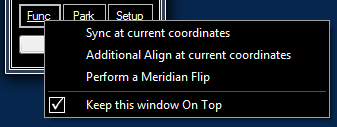 Func Park Setup
Sync at current coordinates
Additional Align at current coordinates
Perform a Meridian Flip
Keep this window On Top